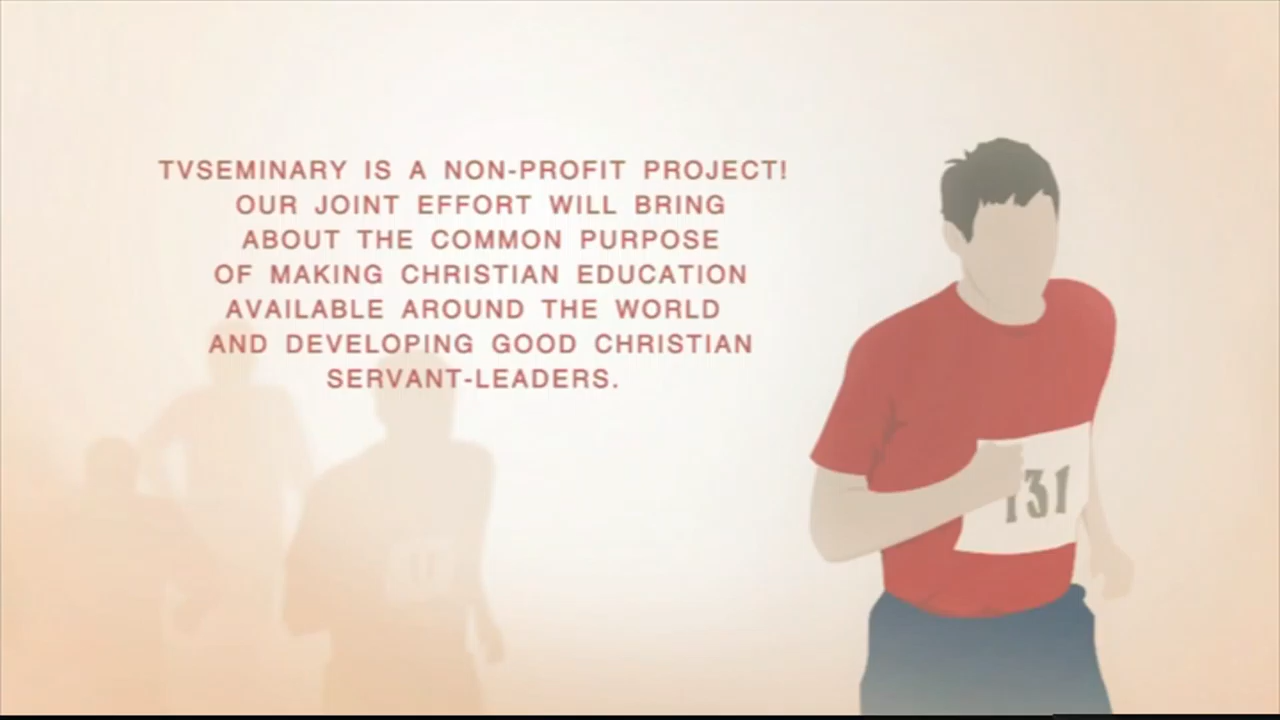 TVSEMINARY IS A NON-PROFIT PROJECT!
OUR JOINT EFFORT WILL BRING
ABOUT THE COMMON PURPOSE
OF MAKING CHRISTIAN EDUCATION
AVAILABLE AROUND THE WORLD
AND DEVELOPING GOOD CHRISTIAN
SERVANT-LEADERS.
131